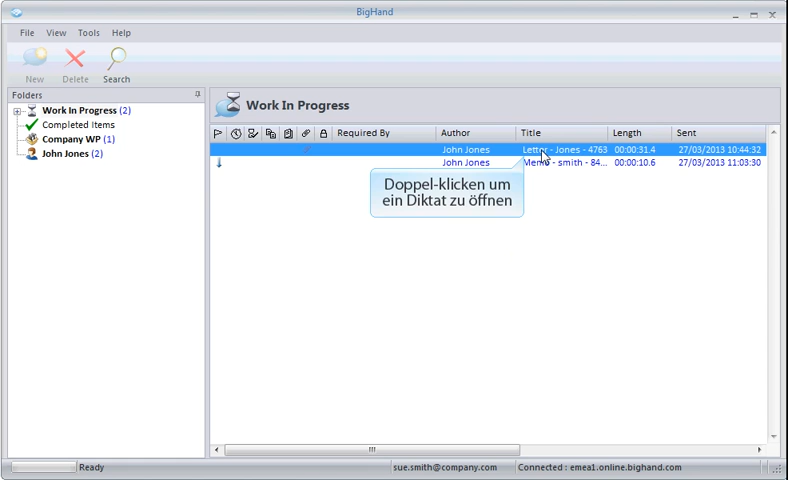 BigHand
File View Tools Help
New Delete Search
Folders
Work In Progress (2)
Completed Items
Company WP (1)
John Jones (2)
Work In Progress
Required By Author Title Length Sent
John Jones Letter - Jones - 4763 00:00:31.4 27/03/2013 10:44:32
John Jones Memo - smith - 84... 00:00:10.6 27/03/2013 11:03:30
Doppel-klicken um
ein Diktat zu öffnen
Ready sue.smith@company.com Connected : emea1.online.bighand.com